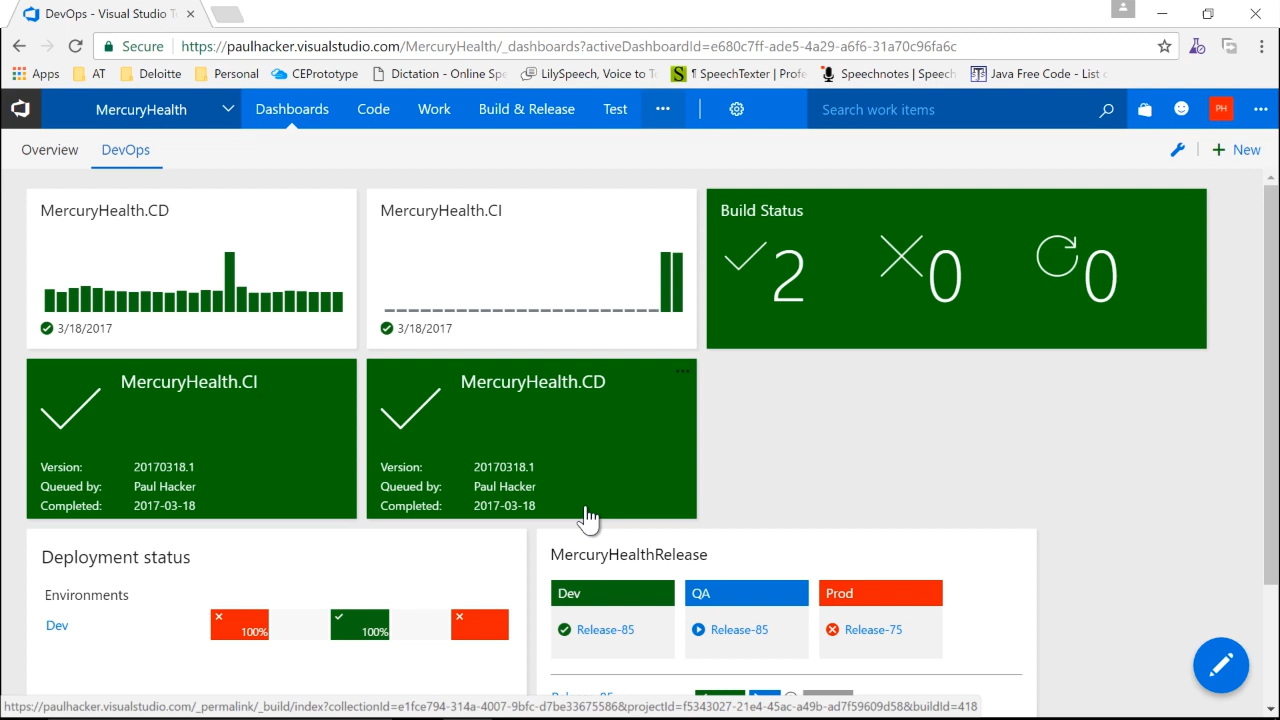 DevOps - Visual Studio T
Secure https://paulhacker.visualstudio.com/MercuryHealth/_dashboards?activeDashboardId=e680c7ff-ade5-4a29-a6f6-31a70c96fa6c
Apps AT Deloitte Personal CEPrototype Dictation - Online Spe LilySpeech, Voice to T S ¶ SpeechTexter | Profe Speechnotes | Speech Java Free Code - List
MercuryHealth Dashboards Code Work Build & Release Test ... Search work items PH ...
Overview DevOps + New
MercuryHealth.CD MercuryHealth.CI Build Status
2 0 0
3/18/2017 3/18/2017
MercuryHealth.CI MercuryHealth.CD ...
Version: 20170318.1 Version: 20170318.1
Queued by: Paul Hacker Queued by: Paul Hacker
Completed: 2017-03-18 Completed: 2017-03-18
Deployment status MercuryHealthRelease
Environments Dev QA Prod
Dev 100% 100% Release-85 Release-85 Release-75
Release-85
https://paulhacker.visualstudio.com/_permalink/_build/index?collectionId=e1fce794-314a-4007-9bfc-d7be33675586&projectId=f5343027-21e4-45ac-a49b-ad7f59609d58&buildId=418